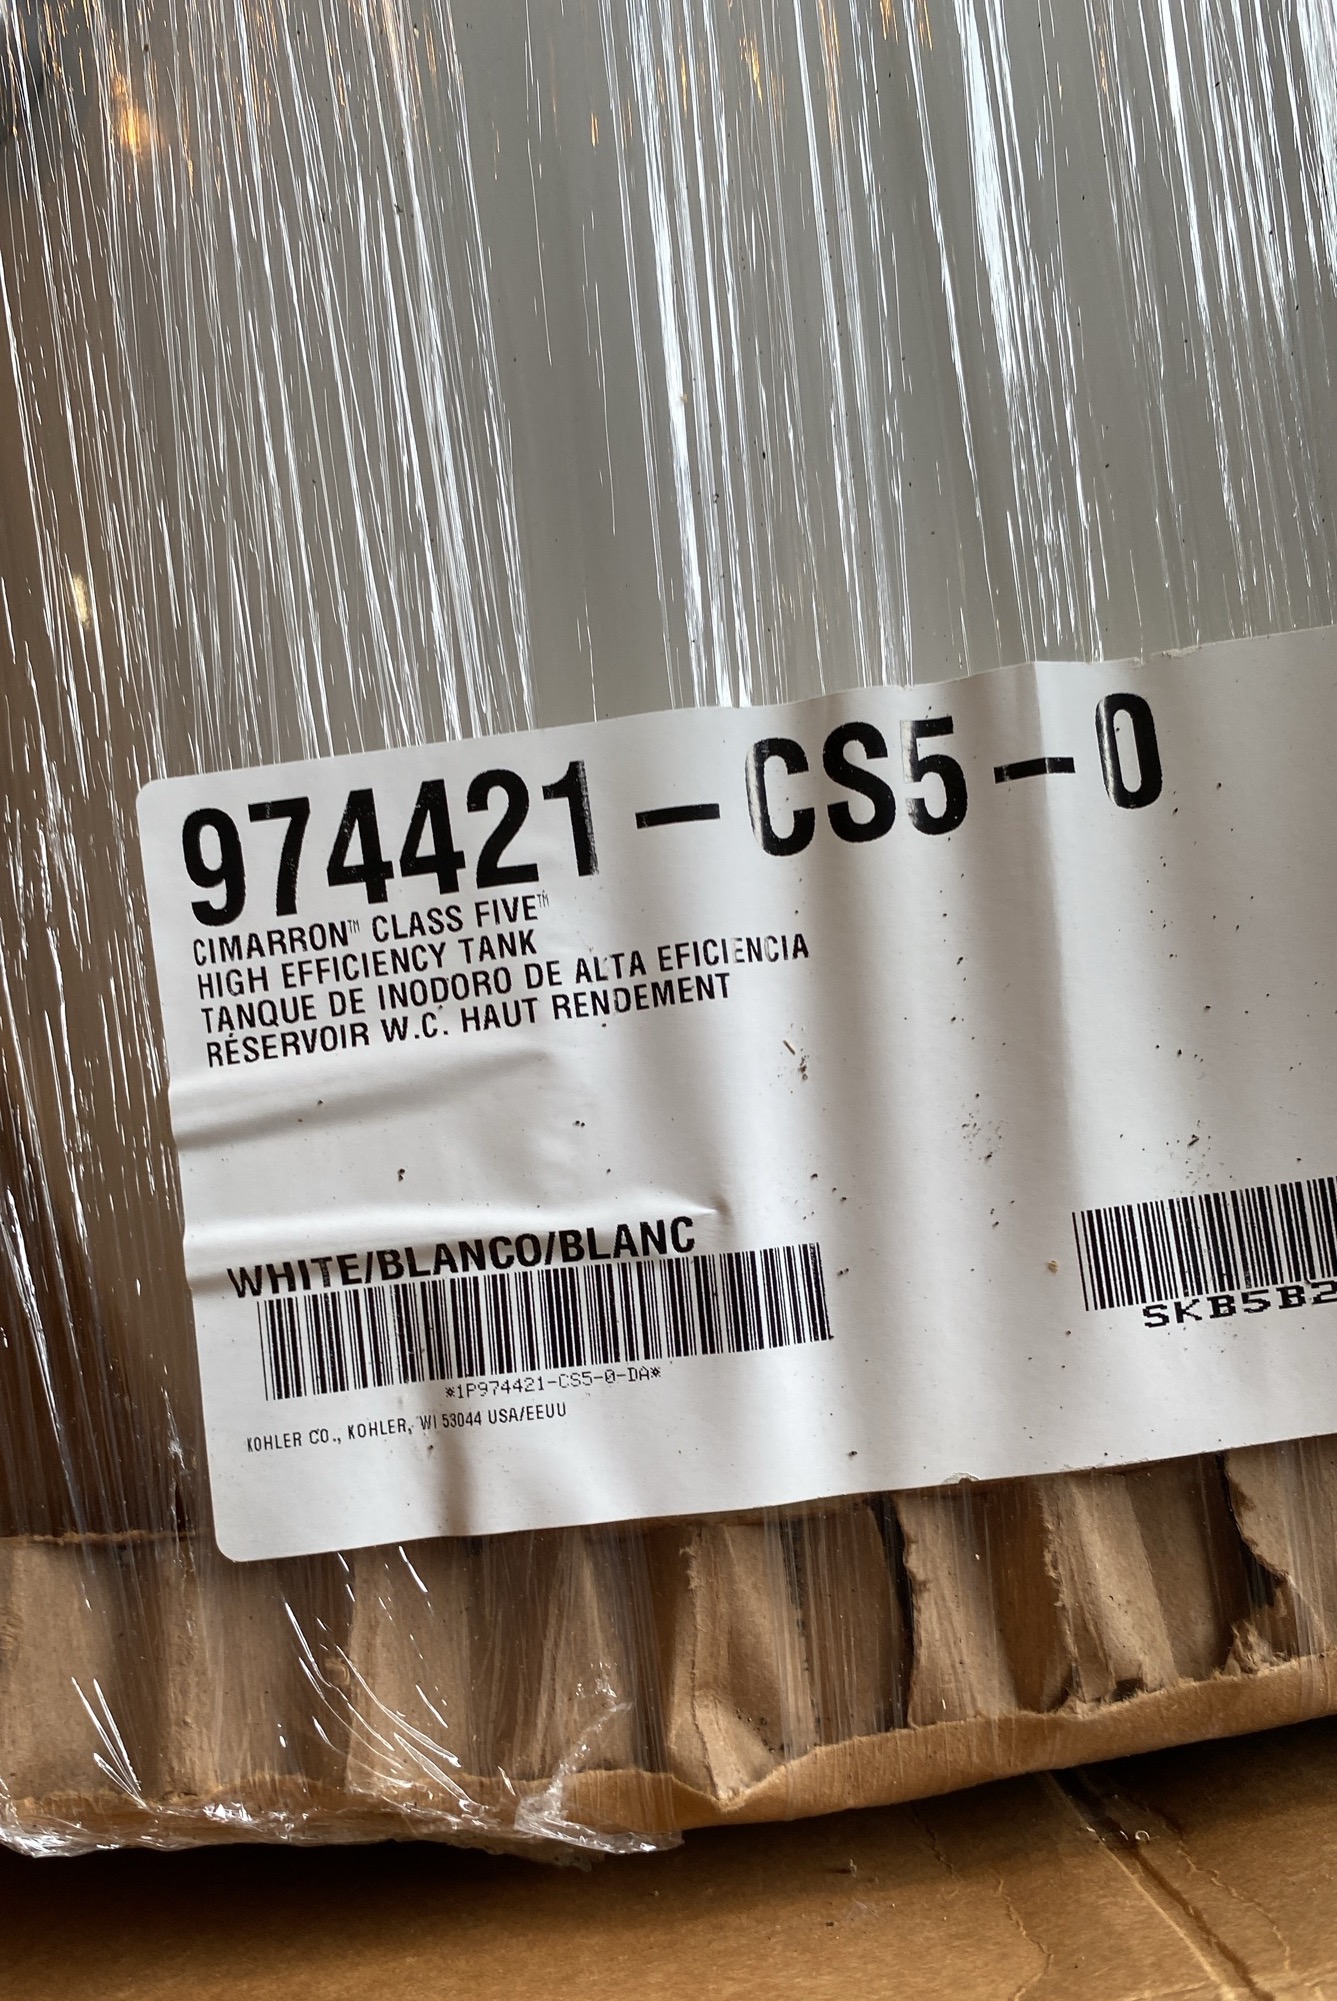 974421-CS5-0
CIMARRON™ CLASS FIVE™
HIGH EFFICIENCY TANK
TANQUE DE INODORO DE ALTA EFICIENCIA
RÉSERVOIR W.C. HAUT RENDEMENT
WHITE/BLANCO/BLANC
*1P974421-CS5-0-DA*
SKB5B2
KOHLER CO., KOHLER, WI 53044 USA/EEUU